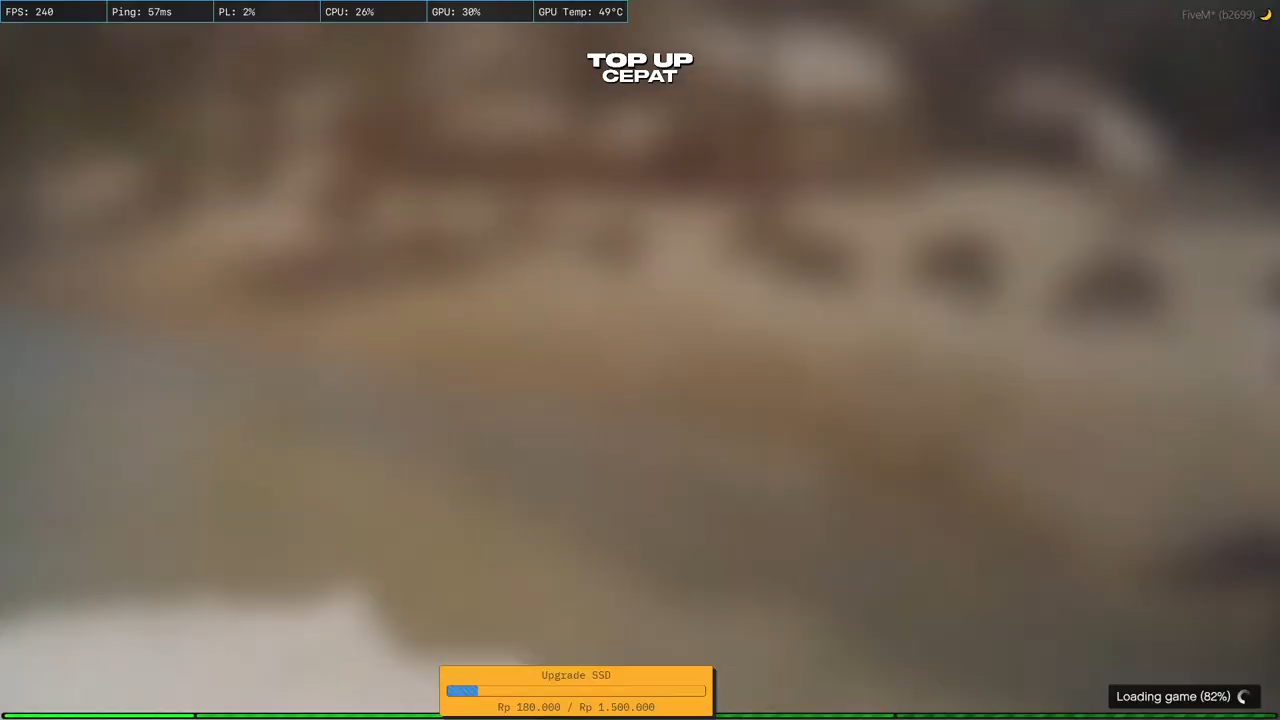 FPS: 240 Ping: 57ms PL: 2% CPU: 26% GPU: 30% GPU Temp: 49°C
FiveM* (b2699)
TOP UP
CEPAT
Upgrade SSD
Rp 180.000 / Rp 1.500.000
Loading game (82%)